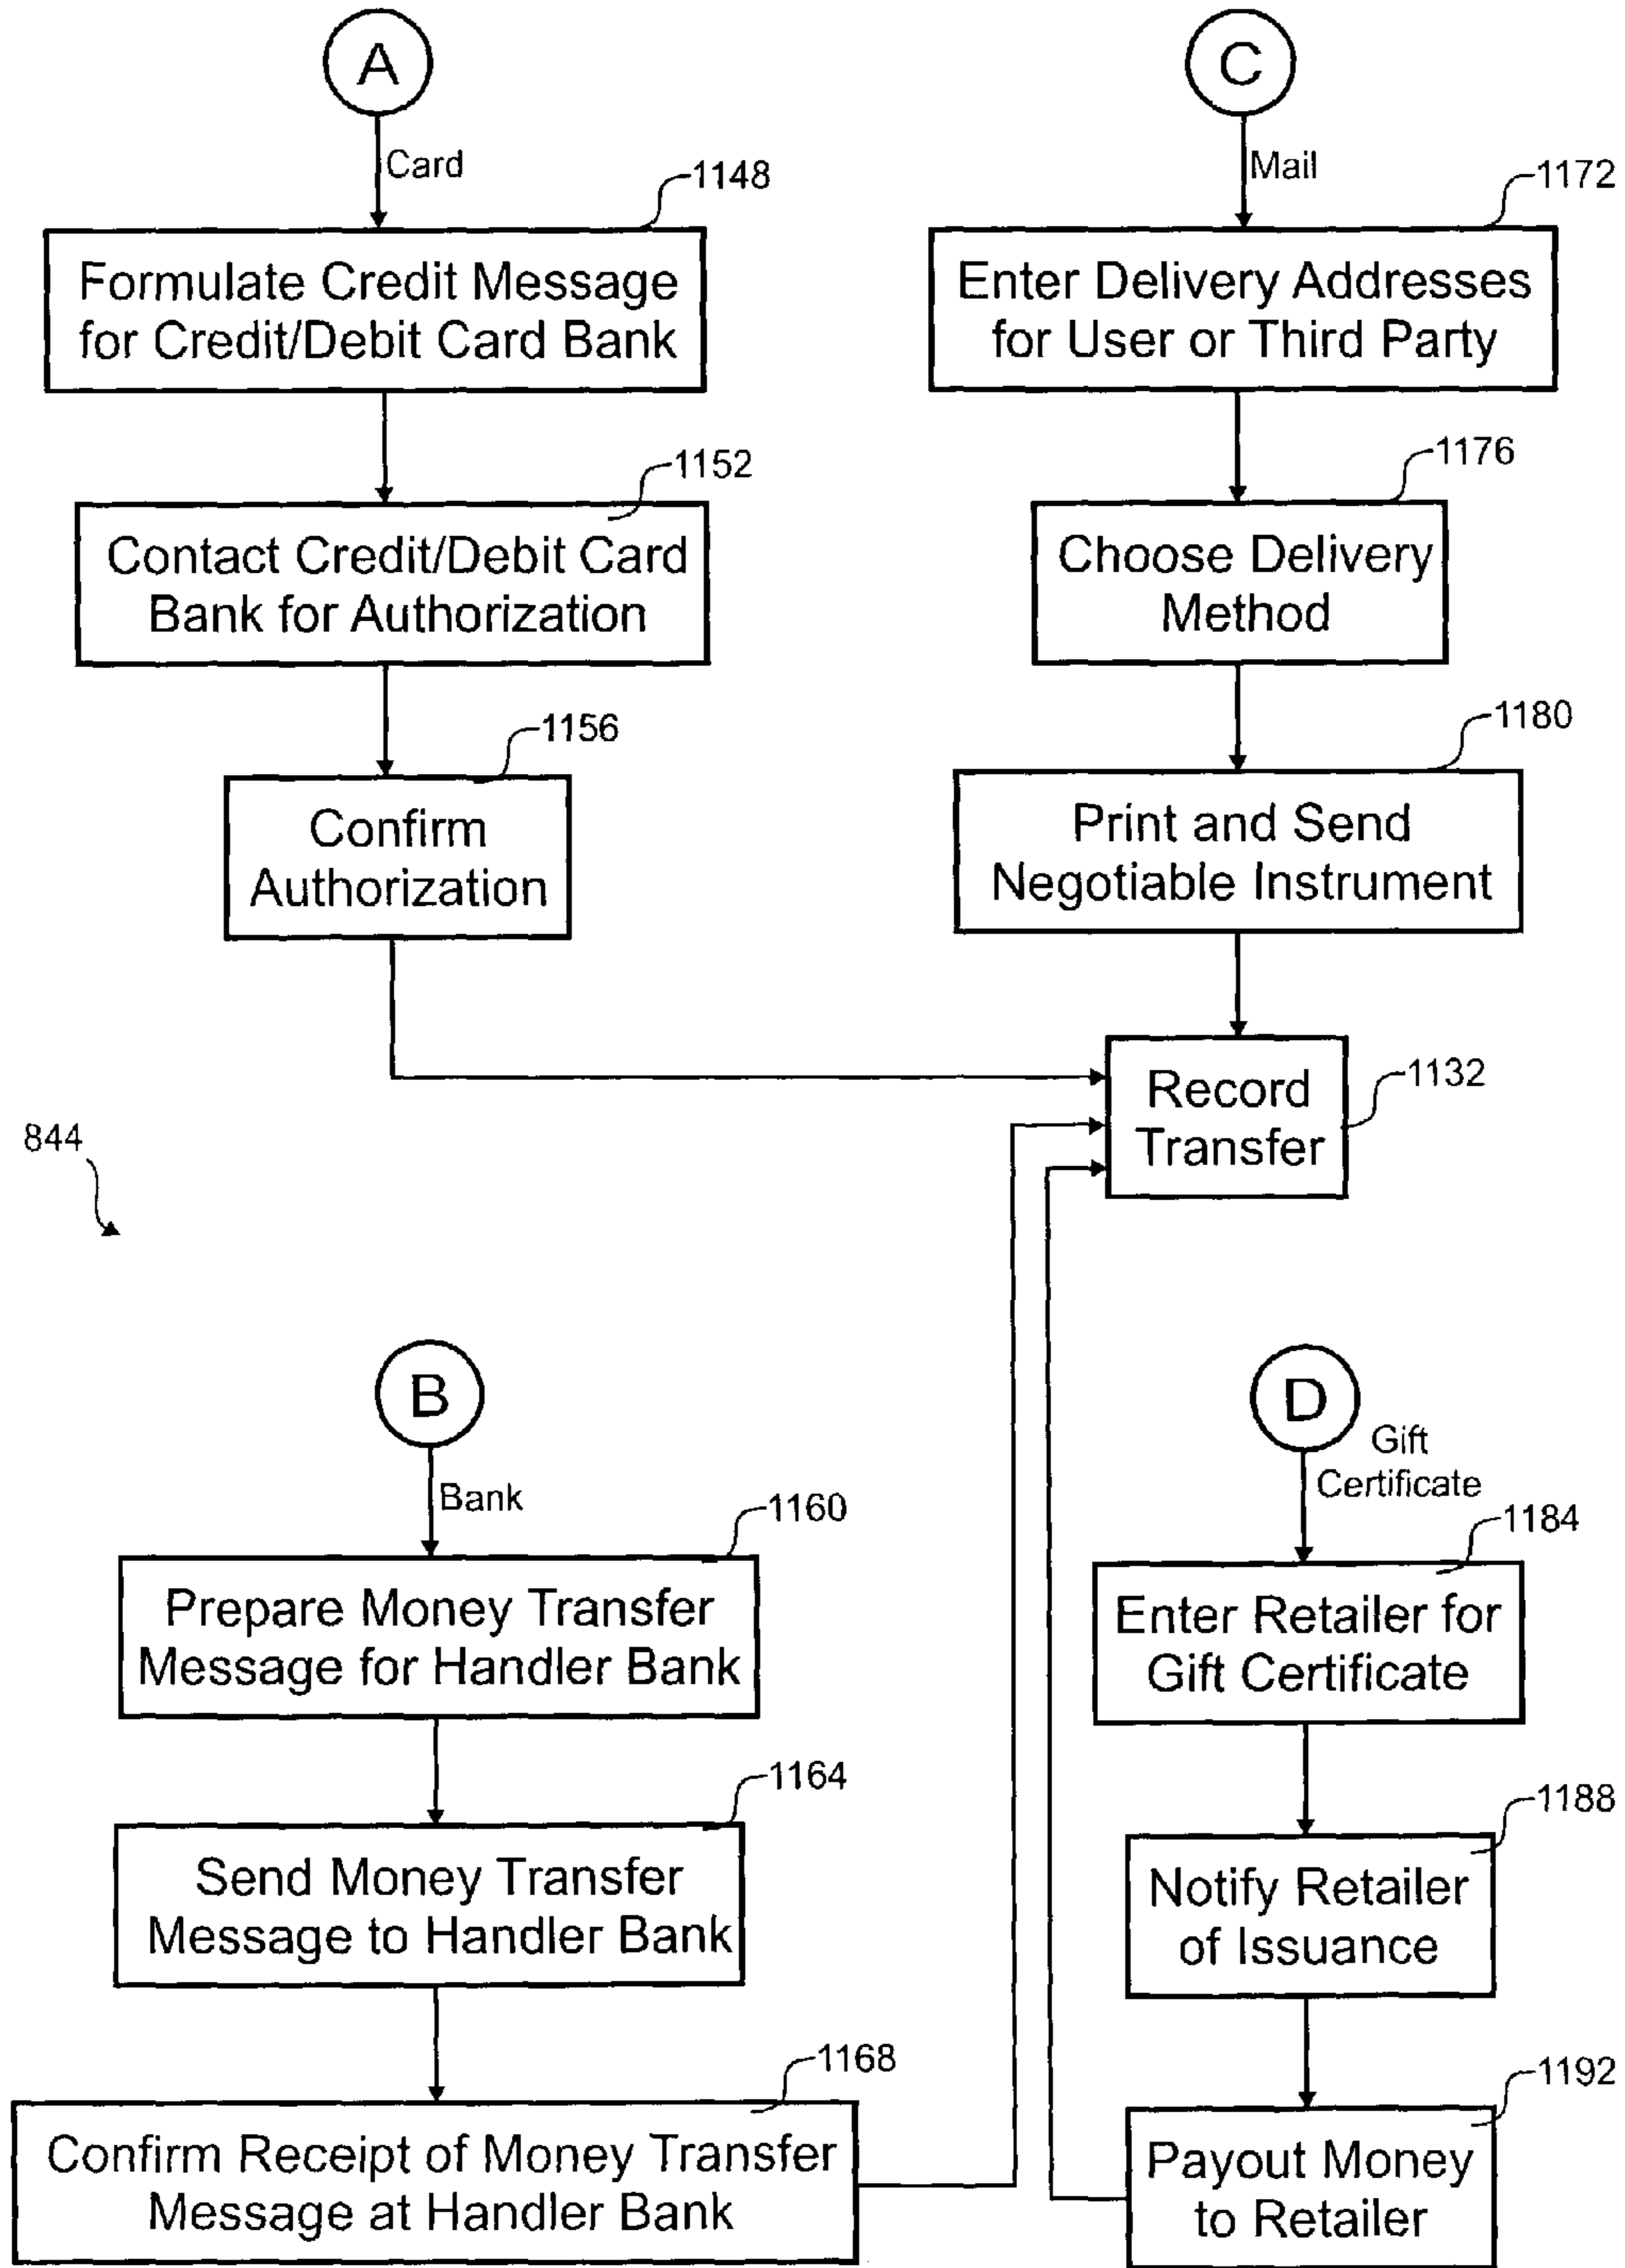 A
Card
1148
Formulate Credit Message
for Credit/Debit Card Bank
1152
Contact Credit/Debit Card
Bank for Authorization
1156
Confirm
Authorization
C
Mail
1172
Enter Delivery Addresses
for User or Third Party
1176
Choose Delivery
Method
1180
Print and Send
Negotiable Instrument
Record
Transfer
1132
844
B
Bank
1160
Prepare Money Transfer
Message for Handler Bank
1164
Send Money Transfer
Message to Handler Bank
1168
Confirm Receipt of Money Transfer
Message at Handler Bank
D
Gift
Certificate
1184
Enter Retailer for
Gift Certificate
1188
Notify Retailer
of Issuance
1192
Payout Money
to Retailer